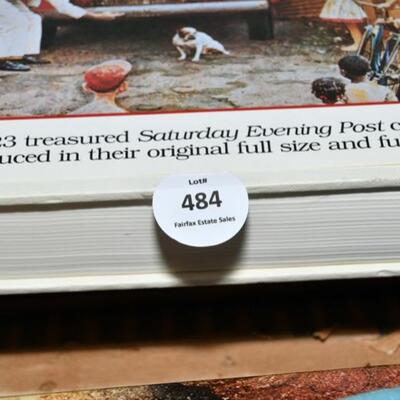 23 treasured Saturday Evening Post c
uced in their original full size and fu
Lot#
484
Fairfax Estate Sales